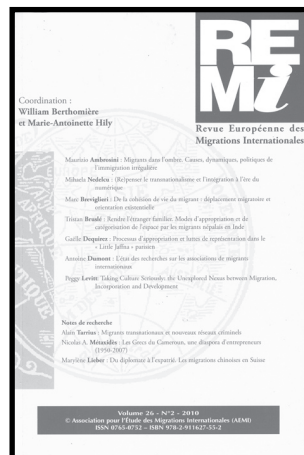 REMi
Coordination :
William Berthomière
et Marie-Antoinette Hily
Revue Européenne des
Migrations Internationales
Maurizio Ambrosini : Migrants dans l'ombre. Causes, dynamiques, politiques de
l'immigration irrégulière
Mihaela Nedelcu : (Re)penser le transnationalisme et l'intégration à l'ère du
numérique.
Marc Breviglieri : De la cohésion de vie du migrant : déplacement migratoire et
orientation existentielle
Tristan Bruslé : Rendre l'étranger familier. Modes d'appropriation et de
catégorisation de l'espace par les migrants népalais en Inde
Gaëlle Dequirez : Processus d'appropriation et luttes de représentation dans le
« Little Jaffna » parisien
Antoine Dumont : L'état des recherches sur les associations de migrants
internationaux
Peggy Levitt: Taking Culture Seriously: the Unexplored Nexus between Migration,
Incorporation and Development
Notes de recherche
Alain Tarrius : Migrants transnationaux et nouveaux réseaux criminels
Nicolas A. Métaxidès : Les Grecs du Cameroun, une diaspora d'entrepreneurs
(1950-2007)
Marylène Lieber : Du diplomate à l'expatrié. Les migrations chinoises en Suisse
Volume 26 - N°2 - 2010
© Association pour l'Étude des Migrations Internationales (AEMI)
ISSN 0765-0752 – ISBN 978-2-911627-55-2